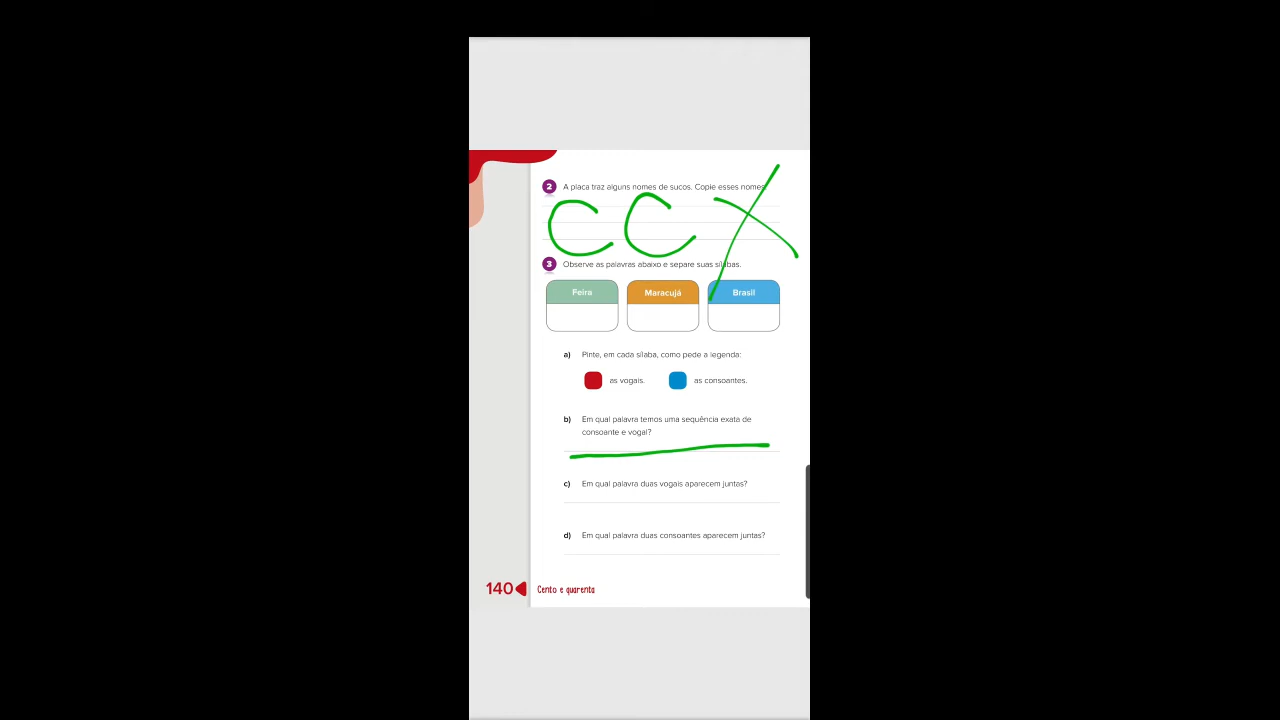 2 A placa traz alguns nomes de sucos. Copie esses nomes
C C X
3 Observe as palavras abaixo e separe suas sílabas.
Feira Maracujá Brasil
a) Pinte, em cada sílaba, como pede a legenda:
as vogais. as consoantes.
b) Em qual palavra temos uma sequência exata de
consoante e vogal?
c) Em qual palavra duas vogais aparecem juntas?
d) Em qual palavra duas consoantes aparecem juntas?
140 Cento e quarenta